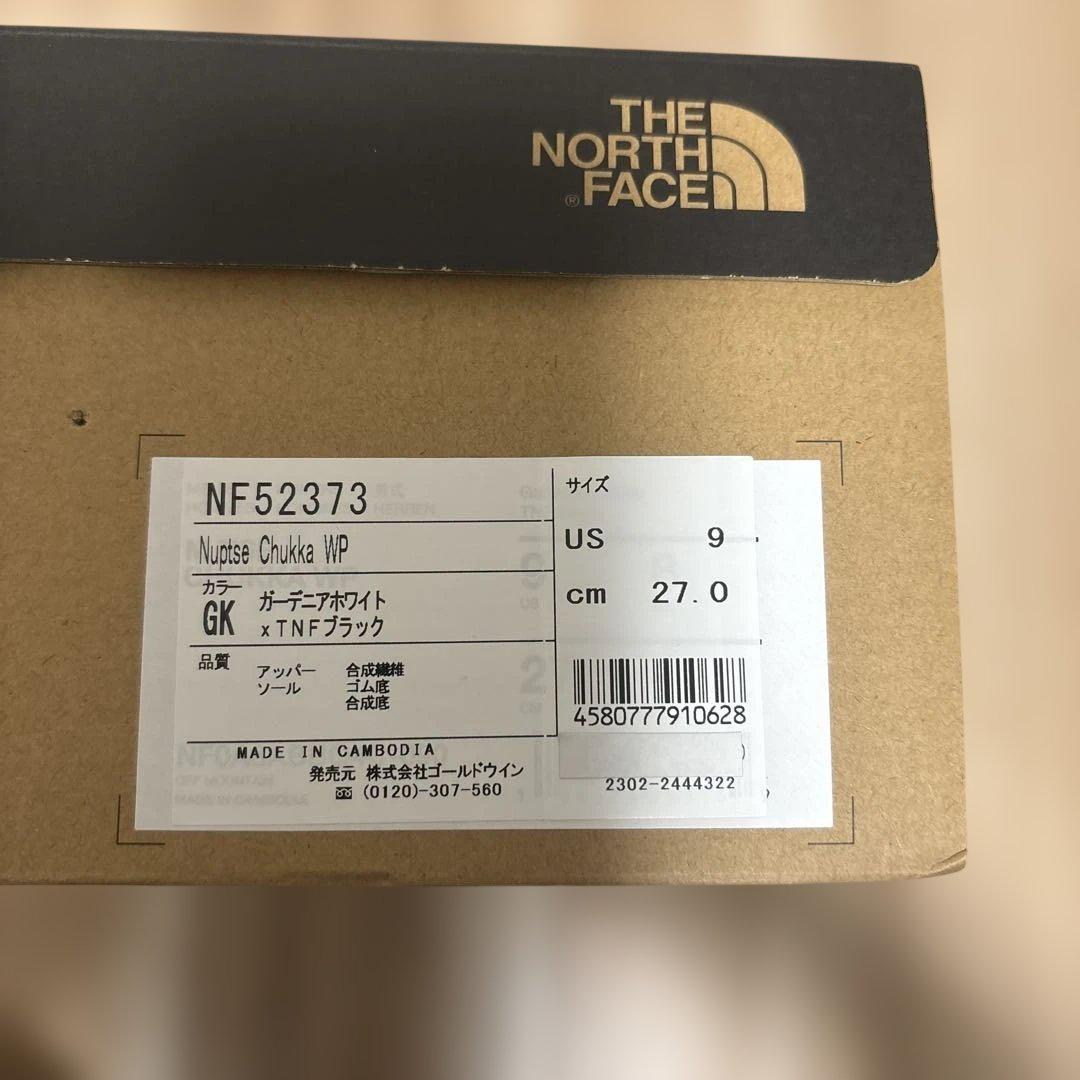 THE
NORTH
FACE
®
NF52373
Nuptse Chukka WP
カラー
GK ガーデニアホワイト
xTNFブラック
品質 アッパー 合成繊維
ソール ゴム底
合成底
MADE IN CAMBODIA
発売元 株式会社ゴールドウイン
(0120)-307-560
サイズ
US 9
cm 27.0
4580777910628
2302-2444322